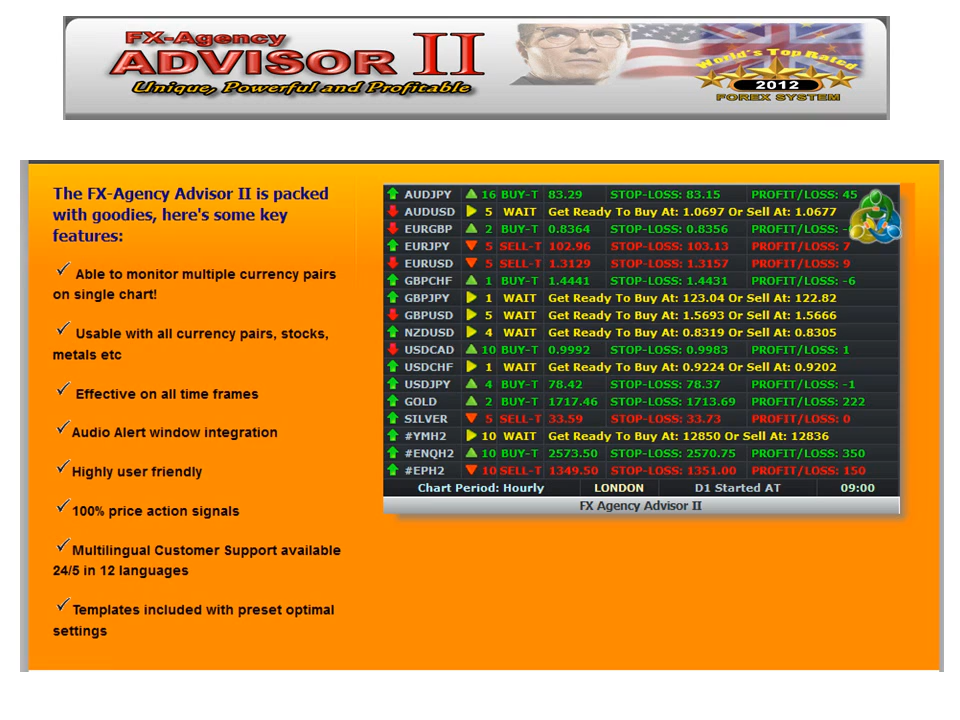 FX-Agency
ADVISOR II
Unique, Powerful and Profitable
World's Top Rated
2012
FOREX SYSTEM
The FX-Agency Advisor II is packed
with goodies, here's some key
features:
✓ Able to monitor multiple currency pairs
on single chart!
✓ Usable with all currency pairs, stocks,
metals etc
✓ Effective on all time frames
✓Audio Alert window integration
✓Highly user friendly
✓100% price action signals
✓Multilingual Customer Support available
24/5 in 12 languages
✓Templates included with preset optimal
settings
AUDJPY 16 BUY-T 83.29 STOP-LOSS: 83.15 PROFIT/LOSS: 45
AUDUSD 5 WAIT Get Ready To Buy At: 1.0697 Or Sell At: 1.0677
EURGBP 2 BUY-T 0.8364 STOP-LOSS: 0.8356 PROFIT/LOSS:
EURJPY 5 SELL-T 102.96 STOP-LOSS: 103.13 PROFIT/LOSS: 7
EURUSD 5 SELL-T 1.3129 STOP-LOSS: 1.3157 PROFIT/LOSS: 9
GBPCHF 1 BUY-T 1.4441 STOP-LOSS: 1.4431 PROFIT/LOSS: -6
GBPJPY 1 WAIT Get Ready To Buy At: 123.04 Or Sell At: 122.82
GBPUSD 5 WAIT Get Ready To Buy At: 1.5693 Or Sell At: 1.5666
NZDUSD 4 WAIT Get Ready To Buy At: 0.8319 Or Sell At: 0.8305
USDCAD 10 BUY-T 0.9992 STOP-LOSS: 0.9983 PROFIT/LOSS: 1
USDCHF 1 WAIT Get Ready To Buy At: 0.9224 Or Sell At: 0.9202
USDJPY 4 BUY-T 78.42 STOP-LOSS: 78.37 PROFIT/LOSS: -1
GOLD 2 BUY-T 1717.46 STOP-LOSS: 1713.69 PROFIT/LOSS: 222
SILVER 5 SELL-T 33.59 STOP-LOSS: 33.73 PROFIT/LOSS: 0
#YMH2 10 WAIT Get Ready To Buy At: 12850 Or Sell At: 12836
#ENQH2 10 BUY-T 2573.50 STOP-LOSS: 2570.75 PROFIT/LOSS: 350
#EPH2 10 SELL-T 1349.50 STOP-LOSS: 1351.00 PROFIT/LOSS: 150
Chart Period: Hourly LONDON D1 Started AT 09:00
FX Agency Advisor II